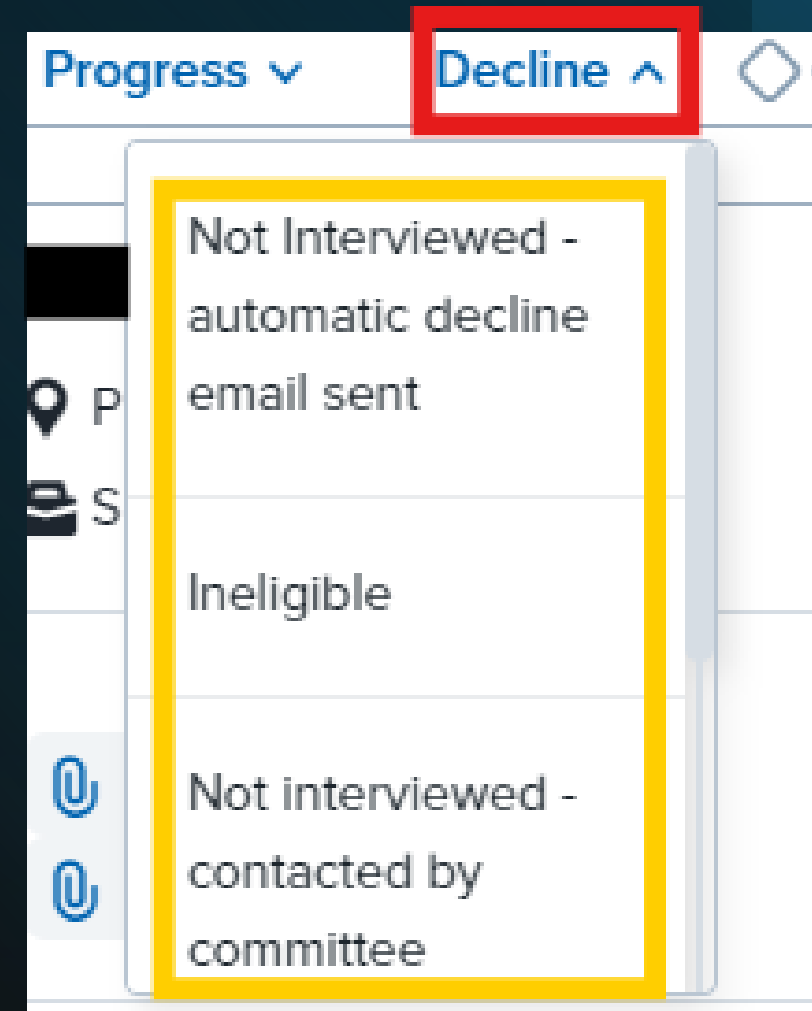 Progress Decline
Not Interviewed -
automatic decline
email sent
P
S
Ineligible
Not interviewed -
contacted by
committee